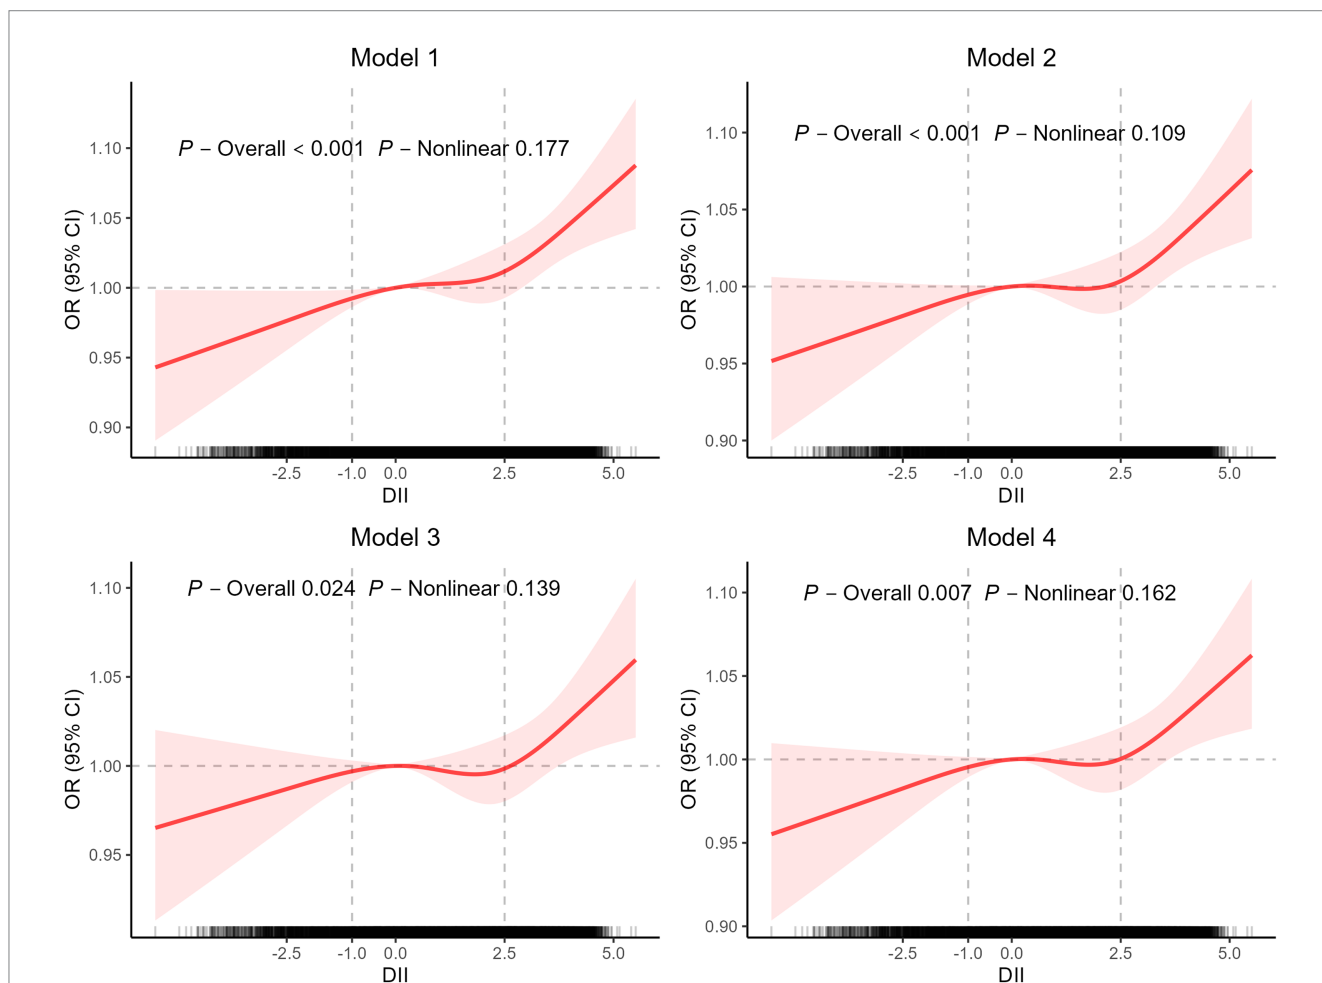 Model 1
P – Overall < 0.001 P – Nonlinear 0.177
OR (95% CI)
1.10
1.05
1.00
0.95
0.90
-2.5 -1.0 0.0 2.5 5.0
DII
Model 2
P – Overall < 0.001 P – Nonlinear 0.109
OR (95% CI)
1.10
1.05
1.00
0.95
0.90
-2.5 -1.0 0.0 2.5 5.0
DII
Model 3
P – Overall 0.024 P – Nonlinear 0.139
OR (95% CI)
1.10
1.05
1.00
0.95
-2.5 -1.0 0.0 2.5 5.0
DII
Model 4
P – Overall 0.007 P – Nonlinear 0.162
OR (95% CI)
1.10
1.05
1.00
0.95
0.90
-2.5 -1.0 0.0 2.5 5.0
DII